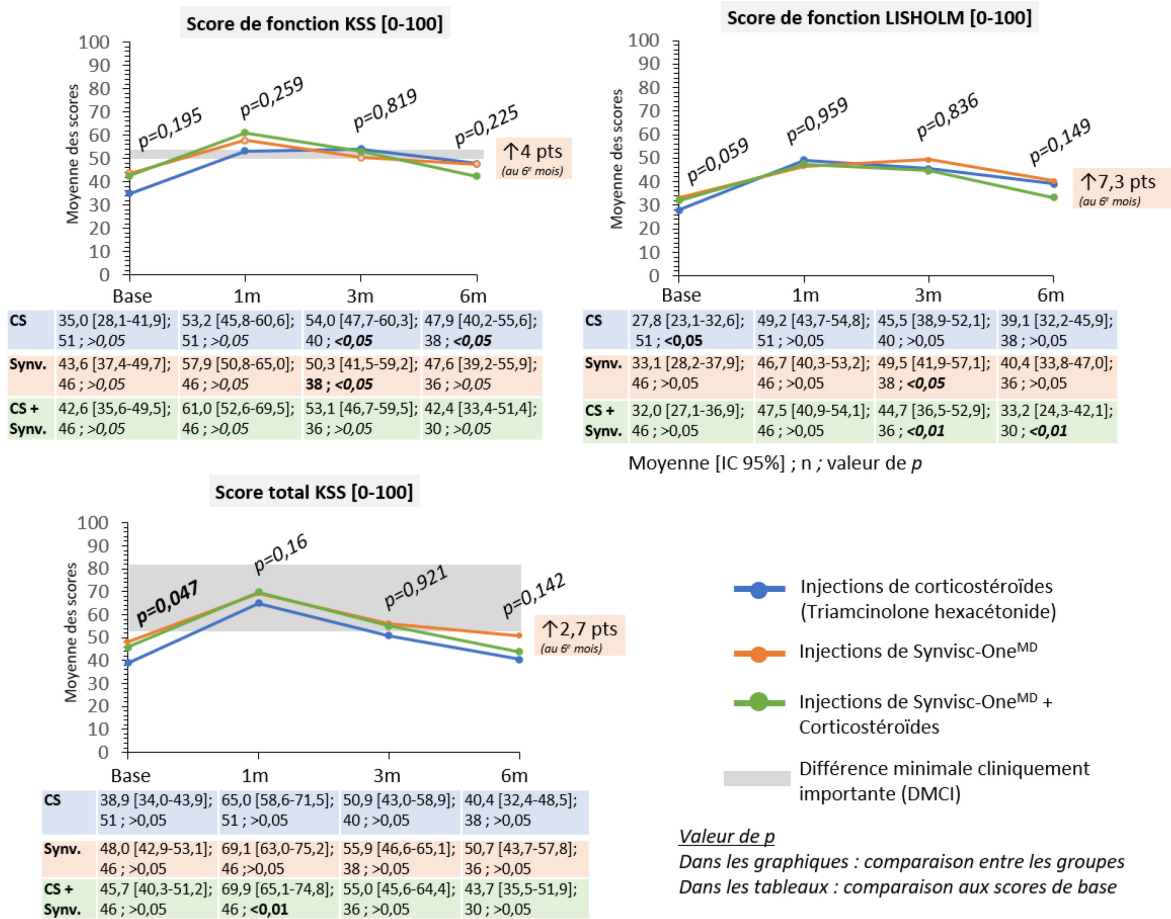 Score de fonction KSS [0-100]
Moyenne des scores
100
90
80
70
60
50
40
30
20
10
0
p=0,195
p=0,259
p=0,819
p=0,225
↑4 pts
(au 6ᵉ mois)
Base 1m 3m 6m
CS 35,0 [28,1-41,9]; 53,2 [45,8-60,6]; 54,0 [47,7-60,3]; 47,9 [40,2-55,6];
51 ; >0,05 51 ; >0,05 40 ; <0,05 38 ; <0,05
Synv. 43,6 [37,4-49,7]; 57,9 [50,8-65,0]; 50,3 [41,5-59,2]; 47,6 [39,2-55,9];
46 ; >0,05 46 ; >0,05 38 ; <0,05 36 ; >0,05
CS + 42,6 [35,6-49,5]; 61,0 [52,6-69,5]; 53,1 [46,7-59,5]; 42,4 [33,4-51,4];
Synv. 46 ; >0,05 46 ; >0,05 36 ; >0,05 30 ; >0,05
Score de fonction LISHOLM [0-100]
Moyenne des scores
100
90
80
70
60
50
40
30
20
10
0
p=0,059
p=0,959
p=0,836
p=0,149
↑7,3 pts
(au 6ᵉ mois)
Base 1m 3m 6m
CS 27,8 [23,1-32,6]; 49,2 [43,7-54,8]; 45,5 [38,9-52,1]; 39,1 [32,2-45,9];
51 ; <0,05 51 ; >0,05 40 ; >0,05 38 ; >0,05
Synv. 33,1 [28,2-37,9]; 46,7 [40,3-53,2]; 49,5 [41,9-57,1]; 40,4 [33,8-47,0];
46 ; >0,05 46 ; >0,05 38 ; <0,05 36 ; >0,05
CS + 32,0 [27,1-36,9]; 47,5 [40,9-54,1]; 44,7 [36,5-52,9]; 33,2 [24,3-42,1];
Synv. 46 ; >0,05 46 ; >0,05 36 ; <0,01 30 ; <0,01
Moyenne [IC 95%] ; n ; valeur de p
Score total KSS [0-100]
Moyenne des scores
100
90
80
70
60
50
40
30
20
10
0
p=0,047
p=0,16
p=0,921
p=0,142
↑2,7 pts
(au 6ᵉ mois)
Base 1m 3m 6m
CS 38,9 [34,0-43,9]; 65,0 [58,6-71,5]; 50,9 [43,0-58,9]; 40,4 [32,4-48,5];
51 ; >0,05 51 ; >0,05 40 ; >0,05 38 ; >0,05
Synv. 48,0 [42,9-53,1]; 69,1 [63,0-75,2]; 55,9 [46,6-65,1]; 50,7 [43,7-57,8];
46 ; >0,05 46 ;>0,05 38 ; >0,05 36 ; >0,05
CS + 45,7 [40,3-51,2]; 69,9 [65,1-74,8]; 55,0 [45,6-64,4]; 43,7 [35,5-51,9];
Synv. 46 ; >0,05 46 ; <0,01 36 ; >0,05 30 ; >0,05
Injections de corticostéroïdes
(Triamcinolone hexacétonide)
Injections de Synvisc-Oneᴹᴰ
Injections de Synvisc-Oneᴹᴰ +
Corticostéroïdes
Différence minimale cliniquement
importante (DMCI)
Valeur de p
Dans les graphiques : comparaison entre les groupes
Dans les tableaux : comparaison aux scores de base